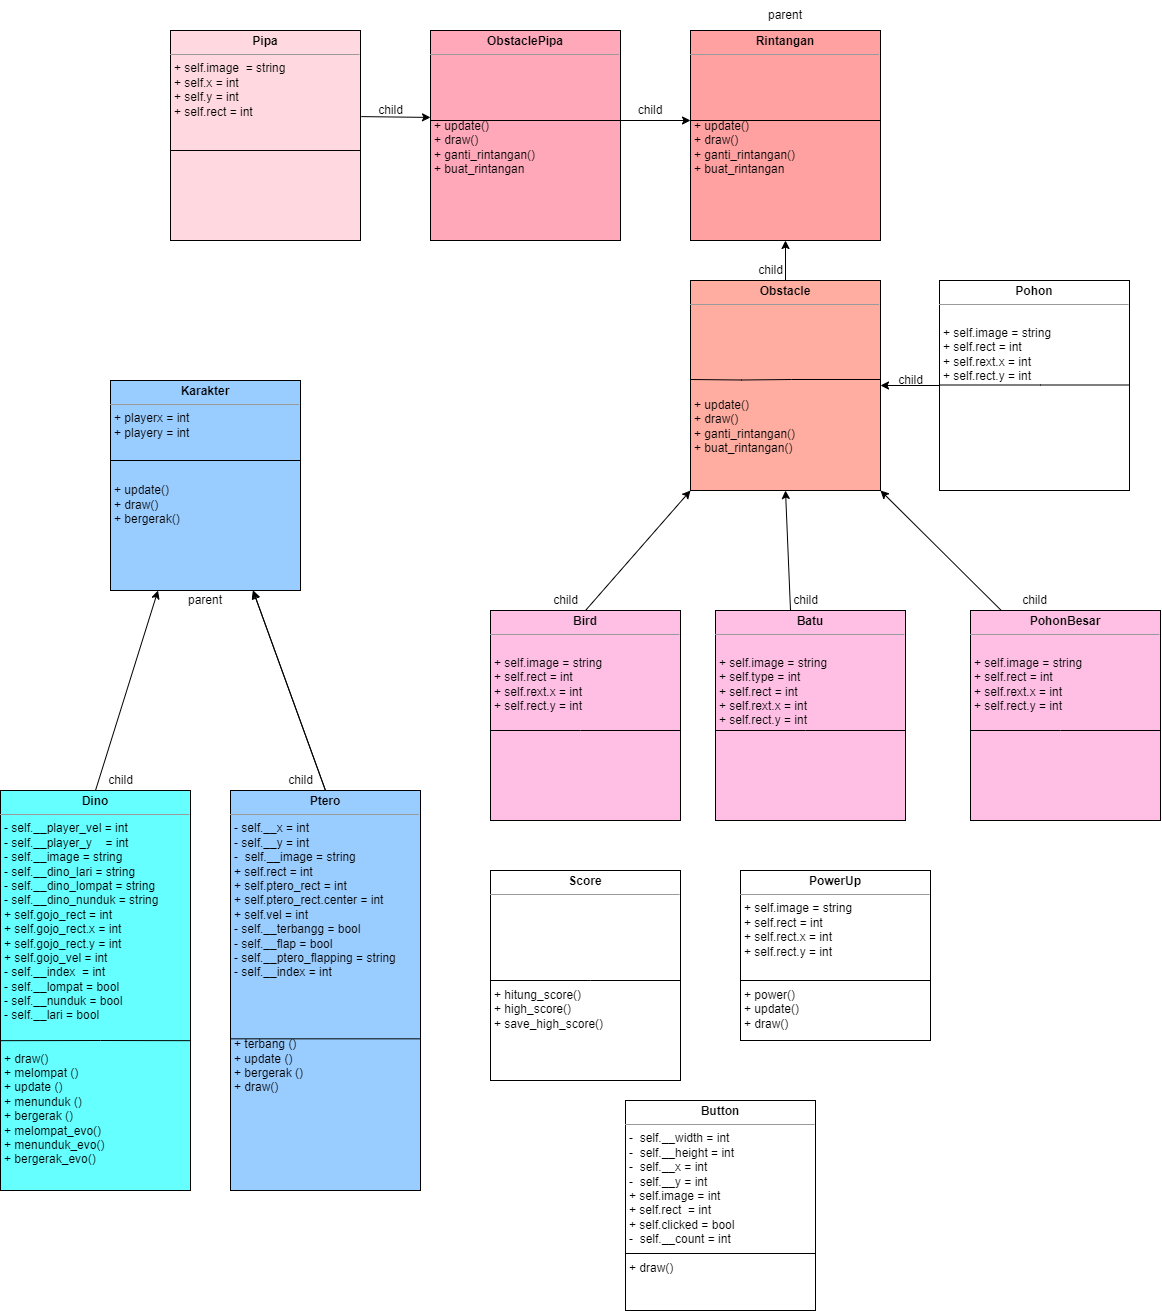 parent
Pipa
+ self.image  = string
+ self.x = int
+ self.y = int
+ self.rect = int
child
ObstaclePipa
+ update()
+ draw()
+ ganti_rintangan()
+ buat_rintangan
child
Rintangan
+ update()
+ draw()
+ ganti_rintangan()
+ buat_rintangan
child
Obstacle
+ update()
+ draw()
+ ganti_rintangan()
+ buat_rintangan()
child
Pohon
+ self.image = string
+ self.rect = int
+ self.rext.x = int
+ self.rect.y = int
Karakter
+ playerx = int
+ playery = int
+ update()
+ draw()
+ bergerak()
parent
child
Bird
+ self.image = string
+ self.rect = int
+ self.rext.x = int
+ self.rect.y = int
child
Batu
+ self.image = string
+ self.type = int
+ self.rect = int
+ self.rext.x = int
+ self.rect.y = int
child
PohonBesar
+ self.image = string
+ self.rect = int
+ self.rext.x = int
+ self.rect.y = int
child
Dino
- self.__player_vel = int
- self.__player_y    = int
- self.__image = string
- self.__dino_lari = string
- self.__dino_lompat = string
- self.__dino_nunduk = string
+ self.gojo_rect = int
+ self.gojo_rect.x = int
+ self.gojo_rect.y = int
+ self.gojo_vel = int
- self.__index  = int
- self.__lompat = bool
- self.__nunduk = bool
- self.__lari = bool
+ draw()
+ melompat ()
+ update ()
+ menunduk ()
+ bergerak ()
+ melompat_evo()
+ menunduk_evo()
+ bergerak_evo()
child
Ptero
- self.__x = int
- self.__y = int
-  self.__image = string
+ self.rect = int
+ self.ptero_rect = int
+ self.ptero_rect.center = int
+ self.vel = int
- self.__terbangg = bool
- self.__flap = bool
- self.__ptero_flapping = string
- self.__index = int
+ terbang ()
+ update ()
+ bergerak ()
+ draw()
Score
+ hitung_score()
+ high_score()
+ save_high_score()
PowerUp
+ self.image = string
+ self.rect = int
+ self.rect.x = int
+ self.rect.y = int
+ power()
+ update()
+ draw()
Button
-  self.__width = int
-  self.__height = int
-  self.__x = int
-  self.__y = int
+ self.image = int
+ self.rect  = int
+ self.clicked = bool
-  self.__count = int
+ draw()